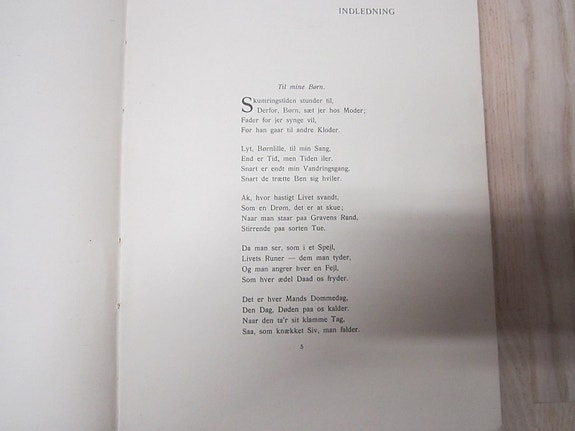 INDLEDNING
Til mine Børn.
Skumringstiden stunder til,
Derfor, Børn, sæt jer hos Moder;
Fader for jer synge vil,
Før han gaar til andre Kloder.
Lyt, Børnlille, til min Sang,
End er Tid, men Tiden iler.
Snart er endt min Vandringsgang,
Snart de trætte Ben sig hviler.
Ak, hvor hastigt Livet svandt,
Som en Drøm, det er at skue;
Naar man staar paa Gravens Rand,
Stirrende paa sorten Tue.
Da man ser, som i et Spejl,
Livets Runer — dem man tyder,
Og man angrer hver en Fejl,
Som hver ædel Daad os fryder.
Det er hver Mands Dommedag,
Den Dag, Døden paa os kalder.
Naar den ta'r sit klamme Tag,
Saa, som knækket Siv, man falder.
5